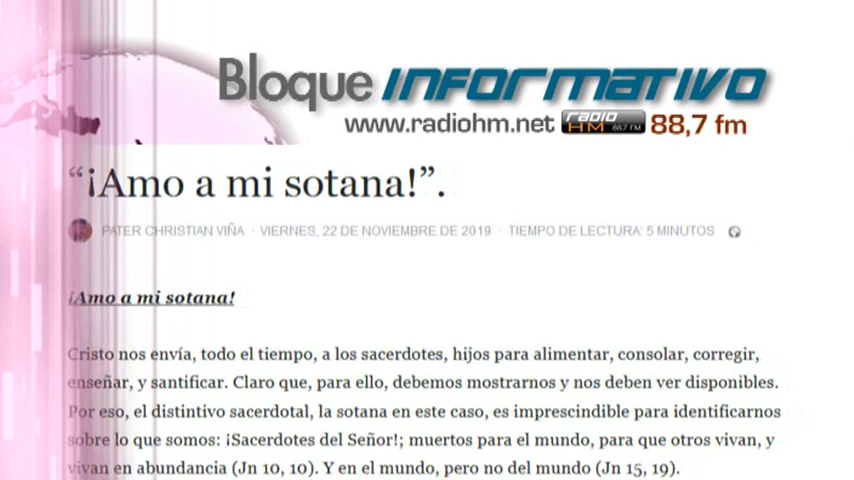 Bloque INFORMATIVO
www.radiohm.net RADIO HM 88,7 FM 88,7 fm
“¡Amo a mi sotana!”.
PATER CHRISTIAN VIÑA · VIERNES, 22 DE NOVIEMBRE DE 2019 · TIEMPO DE LECTURA: 5 MINUTOS
¡Amo a mi sotana!
Cristo nos envía, todo el tiempo, a los sacerdotes, hijos para alimentar, consolar, corregir,
enseñar, y santificar. Claro que, para ello, debemos mostrarnos y nos deben ver disponibles.
Por eso, el distintivo sacerdotal, la sotana en este caso, es imprescindible para identificarnos
sobre lo que somos: ¡Sacerdotes del Señor!; muertos para el mundo, para que otros vivan, y
vivan en abundancia (Jn 10, 10). Y en el mundo, pero no del mundo (Jn 15, 19).